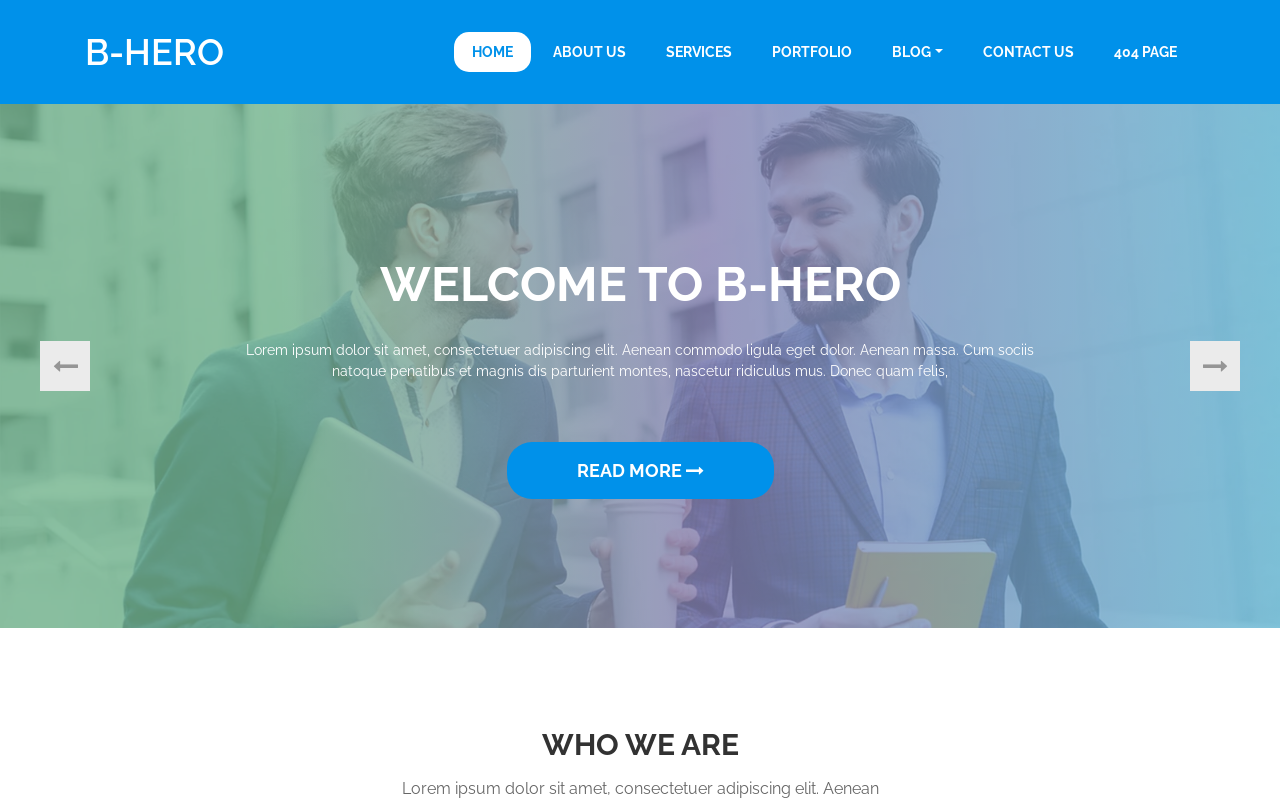 B-HERO
HOME ABOUT US SERVICES PORTFOLIO BLOG CONTACT US 404 PAGE
WELCOME TO B-HERO
Lorem ipsum dolor sit amet, consectetuer adipiscing elit. Aenean commodo ligula eget dolor. Aenean massa. Cum sociis
natoque penatibus et magnis dis parturient montes, nascetur ridiculus mus. Donec quam felis,
READ MORE
WHO WE ARE
Lorem ipsum dolor sit amet, consectetuer adipiscing elit. Aenean